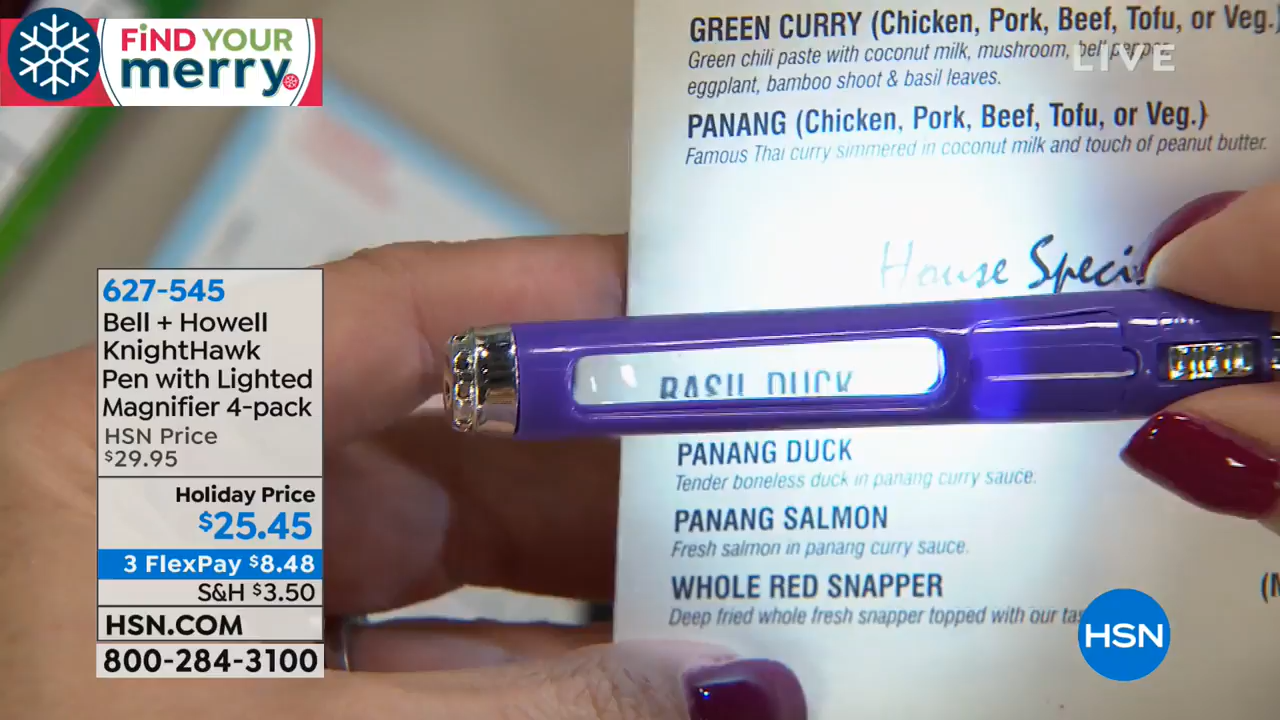 FiND YOUR
merry
LIVE
GREEN CURRY (Chicken, Pork, Beef, Tofu, or Veg.)
Green chili paste with coconut milk, mushroom, bell pepper,
eggplant, bamboo shoot & basil leaves.
PANANG (Chicken, Pork, Beef, Tofu, or Veg.)
Famous Thai curry simmered in coconut milk and touch of peanut butter.
House Speci
BASIL DUCK
PANANG DUCK
Tender boneless duck in panang curry sauce.
PANANG SALMON
Fresh salmon in panang curry sauce.
WHOLE RED SNAPPER
Deep fried whole fresh snapper topped with our
627-545
Bell + Howell
KnightHawk
Pen with Lighted
Magnifier 4-pack
HSN Price
$29.95
Holiday Price
$25.45
3 FlexPay $8.48
S&H $3.50
HSN.COM
800-284-3100
HSN